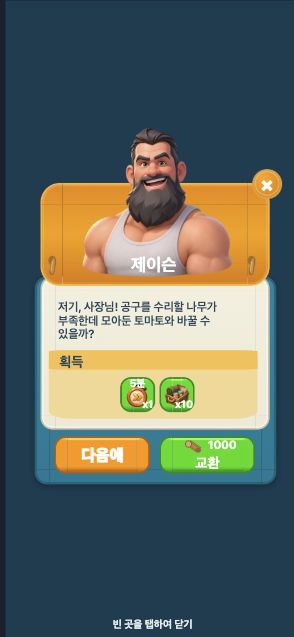 제이슨
저기, 사장님! 공구를 수리할 나무가
부족한데 모아둔 토마토와 바꿀 수
있을까?
획득
5분
x1
x10
다음에
1000
교환
빈 곳을 탭하여 닫기